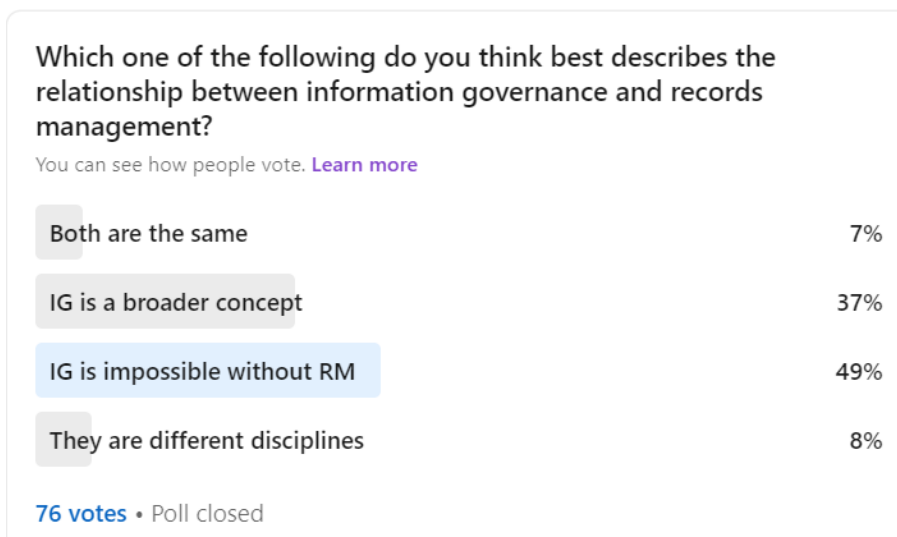 Which one of the following do you think best describes the
relationship between information governance and records
management?
You can see how people vote. Learn more
Both are the same 7%
IG is a broader concept 37%
IG is impossible without RM 49%
They are different disciplines 8%
76 votes • Poll closed